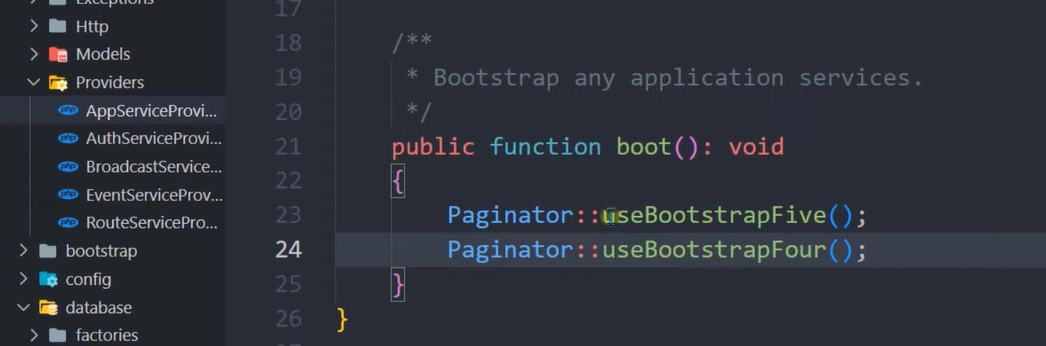 Exceptions
Http
Models
Providers
AppServiceProvi...
AuthServiceProvi...
BroadcastService...
EventServiceProv...
RouteServicePro...
bootstrap
config
database
factories
17
18 /**
19 * Bootstrap any application services.
20 */
21 public function boot(): void
22 {
23 Paginator::useBootstrapFive();
24 Paginator::useBootstrapFour();
25 }
26 }